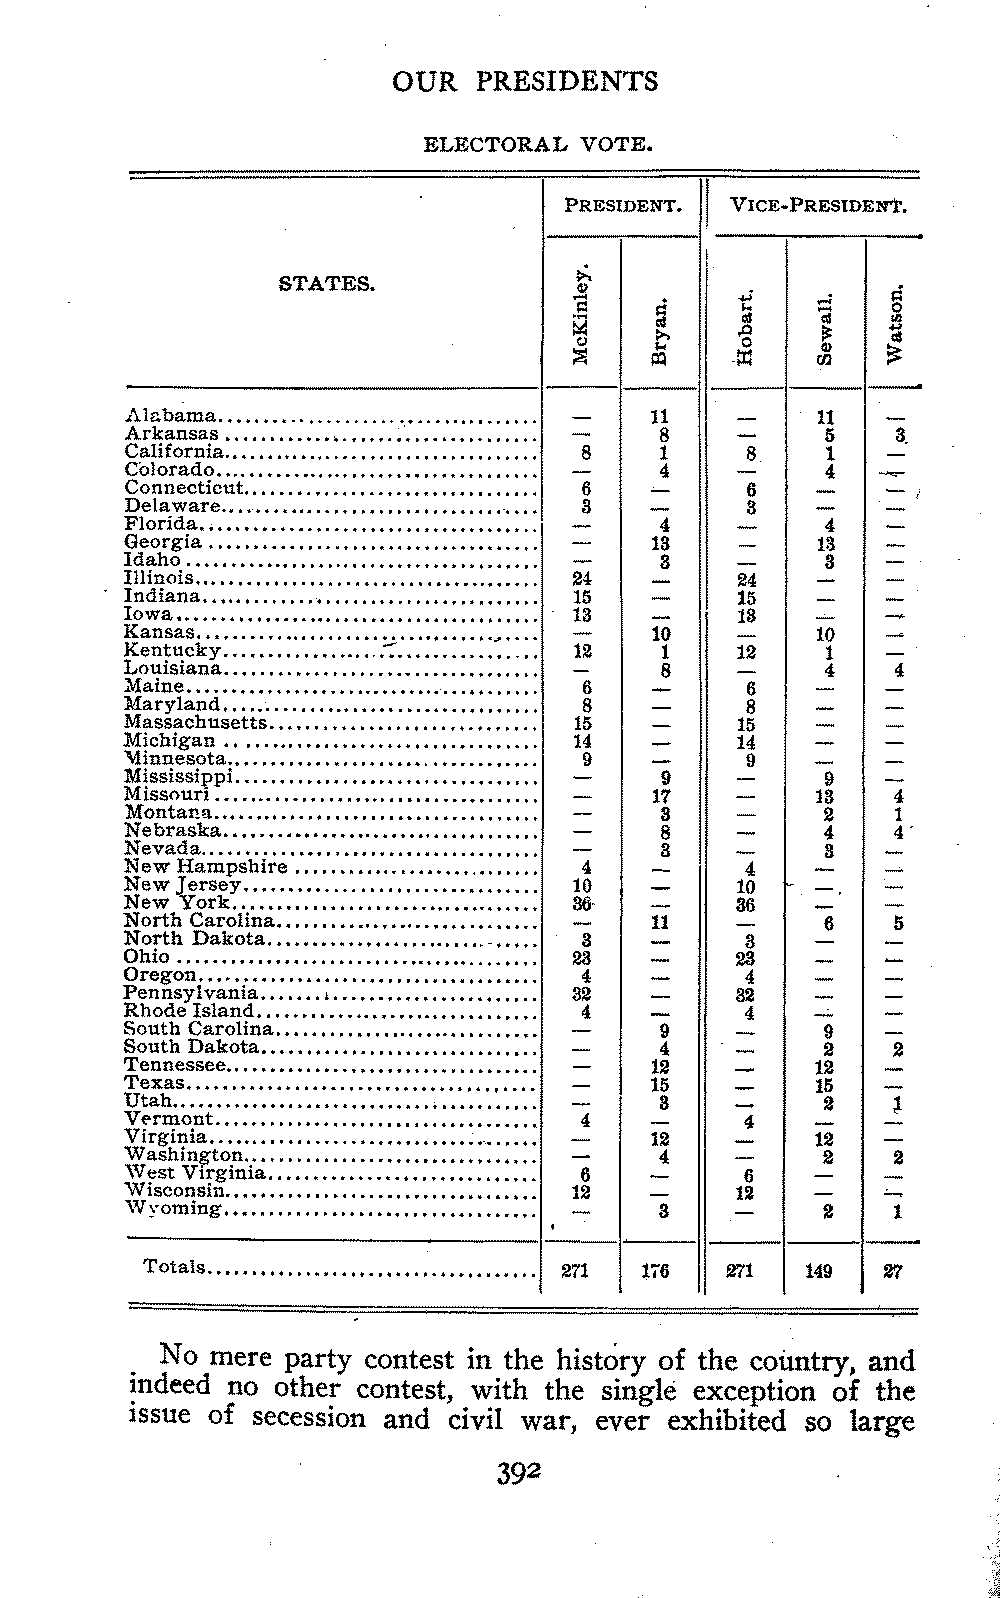 OUR PRESIDENTS
ELECTORAL VOTE.
STATES. PRESIDENT. VICE-PRESIDENT.
McKinley. Bryan. Hobart. Sewall. Watson.
Alabama — 11 — 11 —
Arkansas — 8 — 5 3
California 8 1 8 1 —
Colorado — 4 — 4 —
Connecticut 6 — 6 — —
Delaware 3 — 3 — —
Florida — 4 — 4 —
Georgia — 13 — 13 —
Idaho — 3 — 3 —
Illinois 24 — 24 — —
Indiana 15 — 15 — —
Iowa 13 — 13 — —
Kansas — 10 — 10 —
Kentucky 12 1 12 1 —
Louisiana — 8 — 4 4
Maine 6 — 6 — —
Maryland 8 — 8 — —
Massachusetts 15 — 15 — —
Michigan 14 — 14 — —
Minnesota 9 — 9 — —
Mississippi — 9 — 9 —
Missouri — 17 — 13 4
Montana — 3 — 2 1
Nebraska — 8 — 4 4
Nevada — 3 — 3 —
New Hampshire 4 — 4 — —
New Jersey 10 — 10 — —
New York 36 — 36 — —
North Carolina — 11 — 6 5
North Dakota 3 — 3 — —
Ohio 23 — 23 — —
Oregon 4 — 4 — —
Pennsylvania 32 — 32 — —
Rhode Island 4 — 4 — —
South Carolina — 9 — 9 —
South Dakota — 4 — 2 2
Tennessee — 12 — 12 —
Texas — 15 — 15 —
Utah — 3 — 2 1
Vermont 4 — 4 — —
Virginia — 12 — 12 —
Washington — 4 — 2 2
West Virginia 6 — 6 — —
Wisconsin 12 — 12 — —
Wyoming — 3 — 2 1
Totals 271 176 271 149 27
No mere party contest in the history of the country, and
indeed no other contest, with the single exception of the
issue of secession and civil war, ever exhibited so large
392